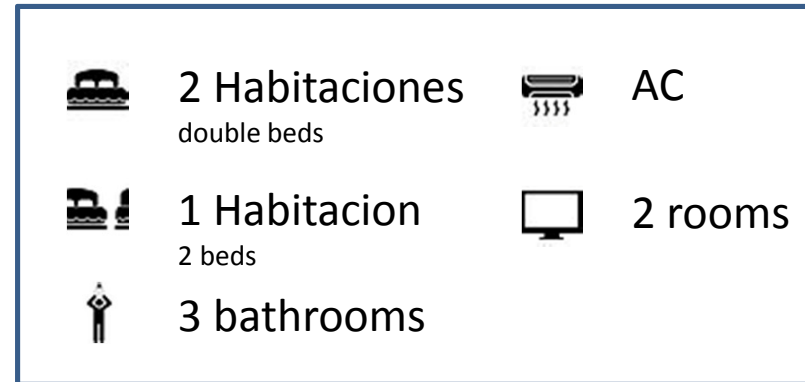 2 Habitaciones
double beds
1 Habitacion
2 beds
3 bathrooms
AC
2 rooms